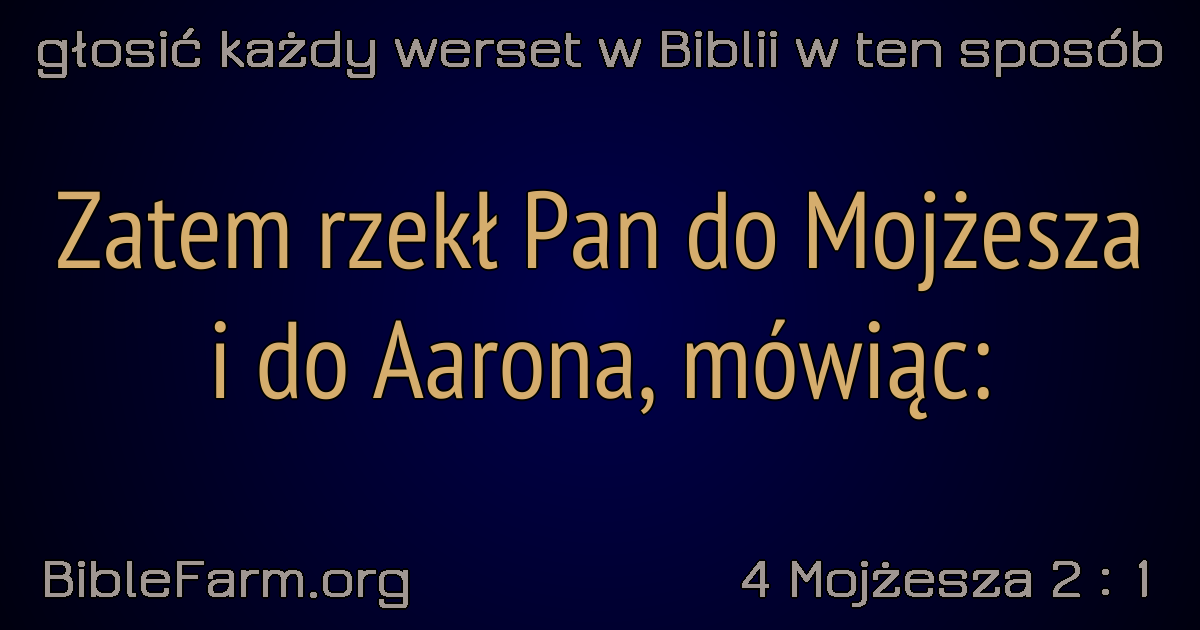 głosić każdy werset w Biblii w ten sposób
Zatem rzekł Pan do Mojżesza
i do Aarona, mówiąc:
BibleFarm.org
4 Mojżesza 2 : 1